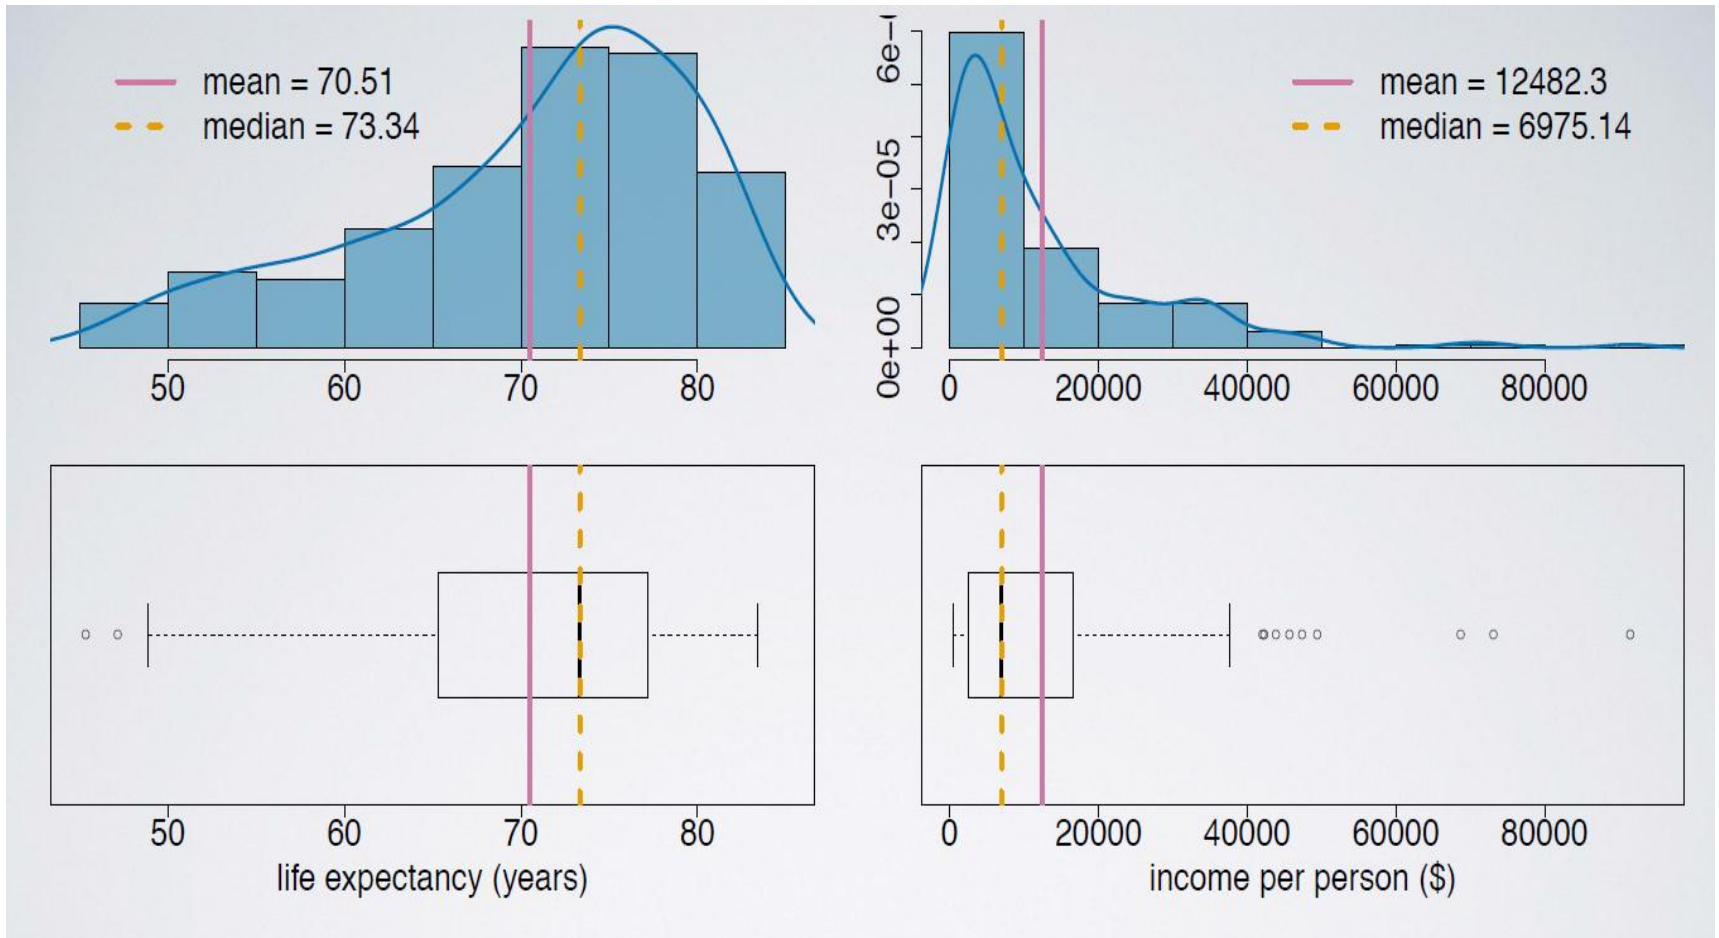 mean = 70.51
median = 73.34
50 60 70 80
6e−
3e−05
0e+00
mean = 12482.3
median = 6975.14
0 20000 40000 60000 80000
50 60 70 80
life expectancy (years)
0 20000 40000 60000 80000
income per person ($)